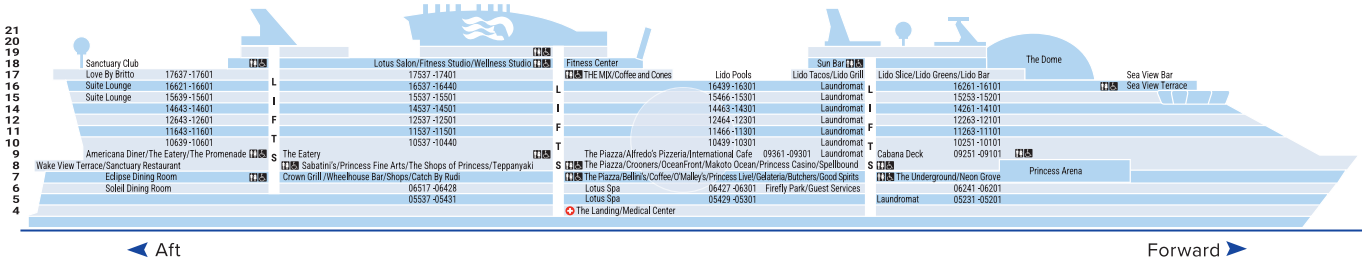 21
20
19
18 Sanctuary Club Lotus Salon/Fitness Studio/Wellness Studio Fitness Center Sun Bar The Dome
17 Love By Britto 17637 -17601 17537 -17401 THE MIX/Coffee and Cones Lido Pools Lido Tacos/Lido Grill Lido Slice/Lido Greens/Lido Bar Sea View Bar
16 Suite Lounge 16621 -16601 16537 -16440 16439 -16301 Laundromat 16261 -16101 Sea View Terrace
15 Suite Lounge 15639 -15601 15537 -15501 15466 -15301 Laundromat 15253 -15201
14 14643 -14601 14537 -14501 14463 -14301 Laundromat 14261 -14101
12 12643 -12601 12537 -12501 12464 -12301 Laundromat 12263 -12101
11 11643 -11601 11537 -11501 11466 -11301 Laundromat 11263 -11101
10 10639 -10601 10537 -10440 10439 -10301 Laundromat 10251 -10101
9 Americana Diner/The Eatery/The Promenade The Eatery The Piazza/Alfredo's Pizzeria/International Cafe 09361 -09301 Laundromat Cabana Deck 09251 -09101
8 Wake View Terrace/Sanctuary Restaurant Sabatini's/Princess Fine Arts/The Shops of Princess/Teppanyaki The Piazza/Crooners/OceanFront/Makoto Ocean/Princess Casino/Spellbound
7 Eclipse Dining Room Crown Grill /Wheelhouse Bar/Shops/Catch By Rudi The Piazza/Bellini's/Coffee/O'Malley's/Princess Live!/Gelateria/Butchers/Good Spirits The Underground/Neon Grove Princess Arena
6 Soleil Dining Room 06517 -06428 Lotus Spa 06427 -06301 Firefly Park/Guest Services 06241 -06201
5 05537 -05431 Lotus Spa 05429 -05301 Laundromat 05231 -05201
4 The Landing/Medical Center
LIFTS
LIFTS
LIFTS
Aft Forward